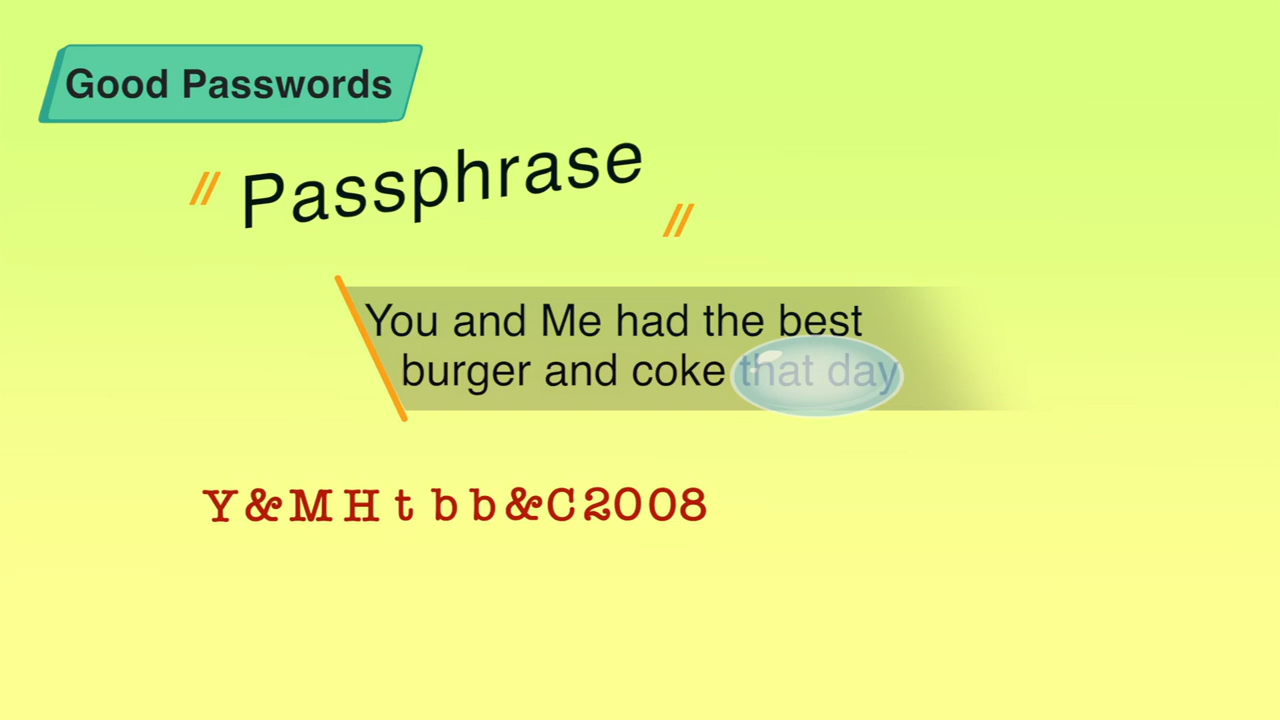 Good Passwords
Passphrase
You and Me had the best
burger and coke that day
Y&MHtbb&C2008